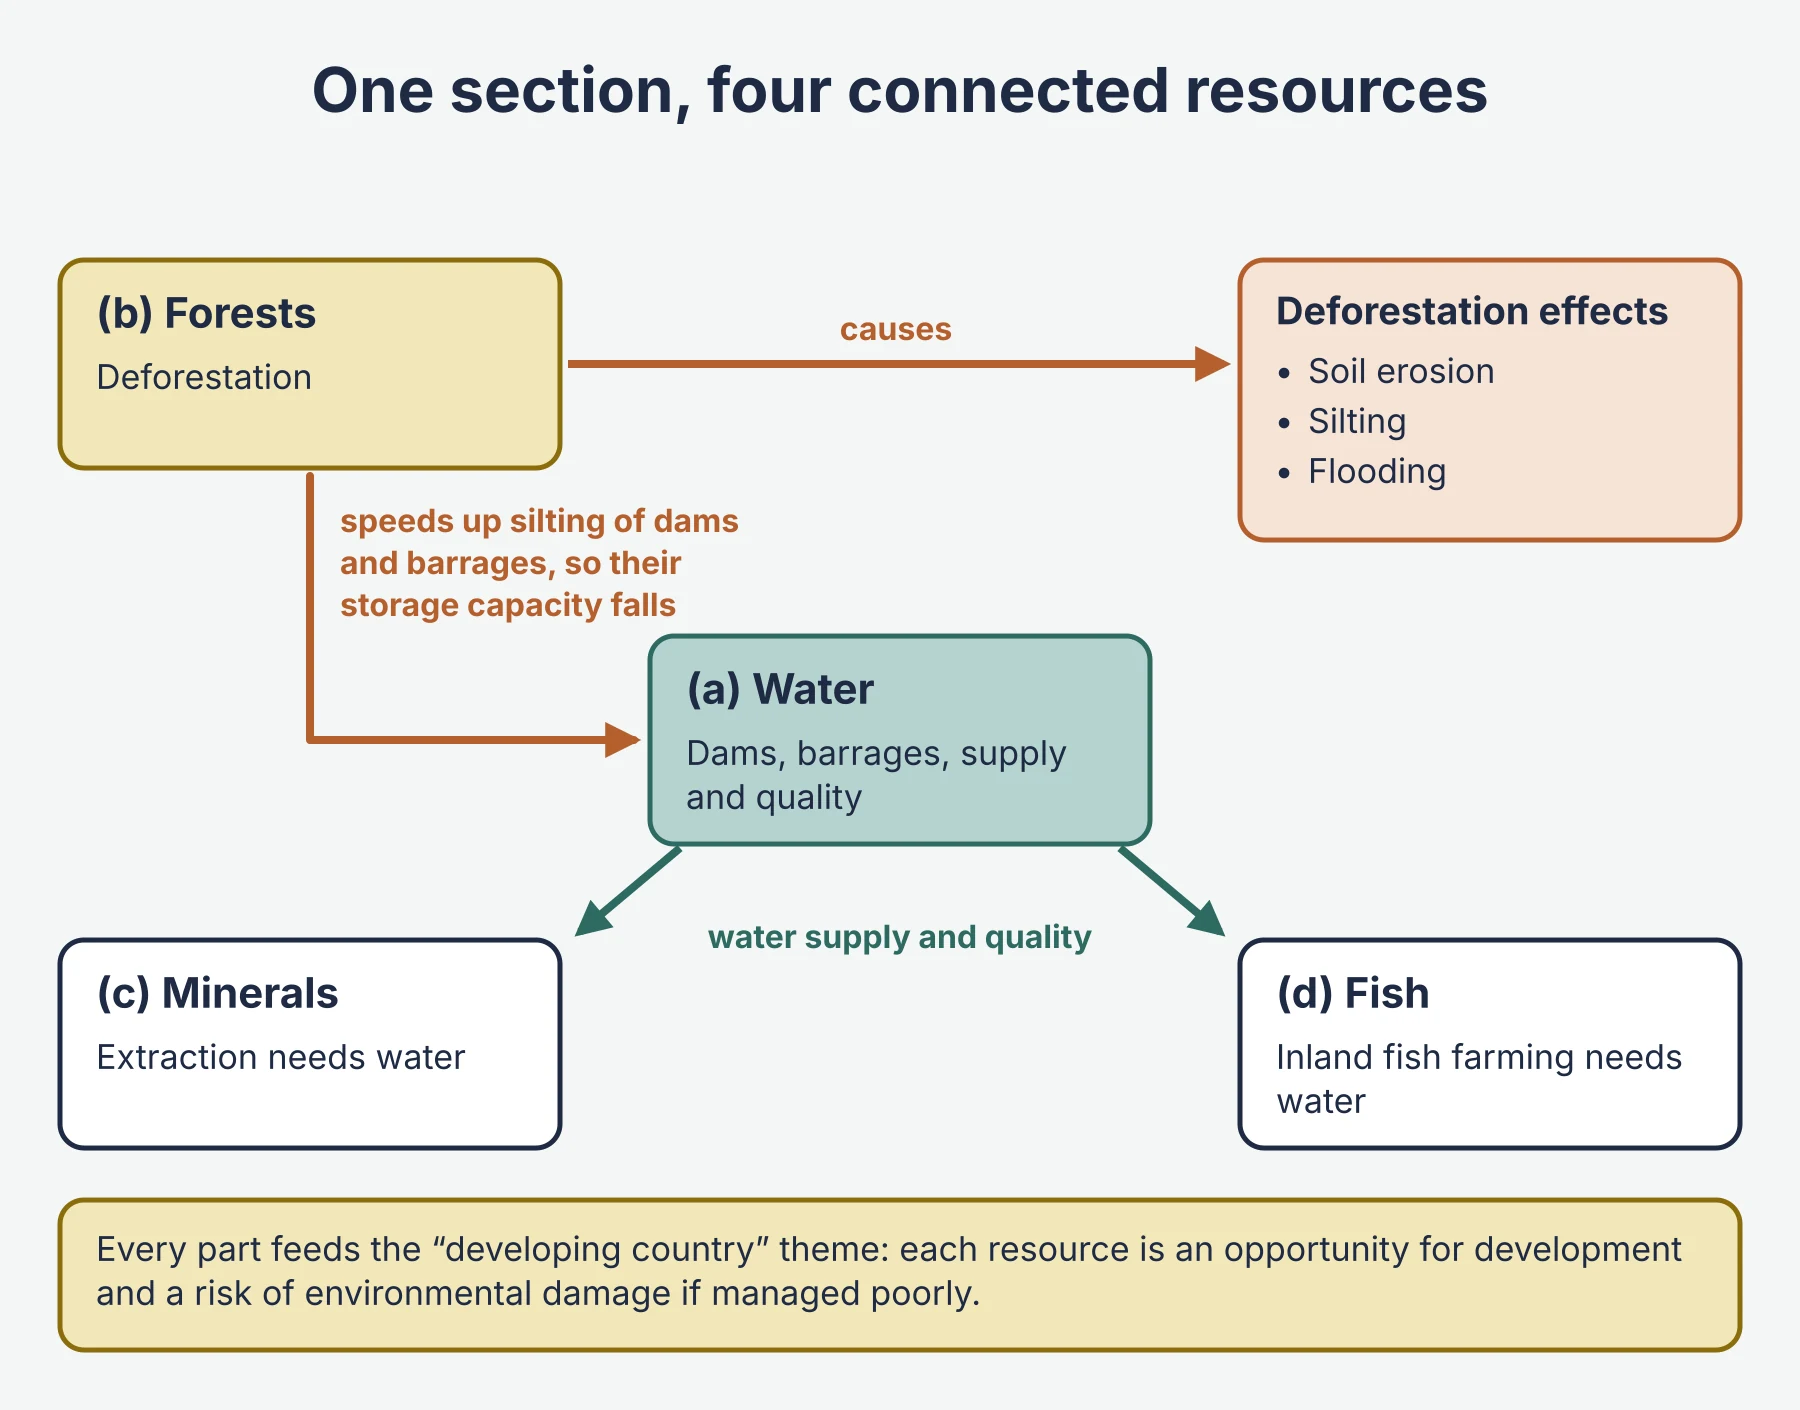 One section, four connected resources
(b) Forests
Deforestation
causes
Deforestation effects
• Soil erosion
• Silting
• Flooding
speeds up silting of dams
and barrages, so their
storage capacity falls
(a) Water
Dams, barrages, supply
and quality
water supply and quality
(c) Minerals
Extraction needs water
(d) Fish
Inland fish farming needs
water
Every part feeds the “developing country” theme: each resource is an opportunity for development
and a risk of environmental damage if managed poorly.